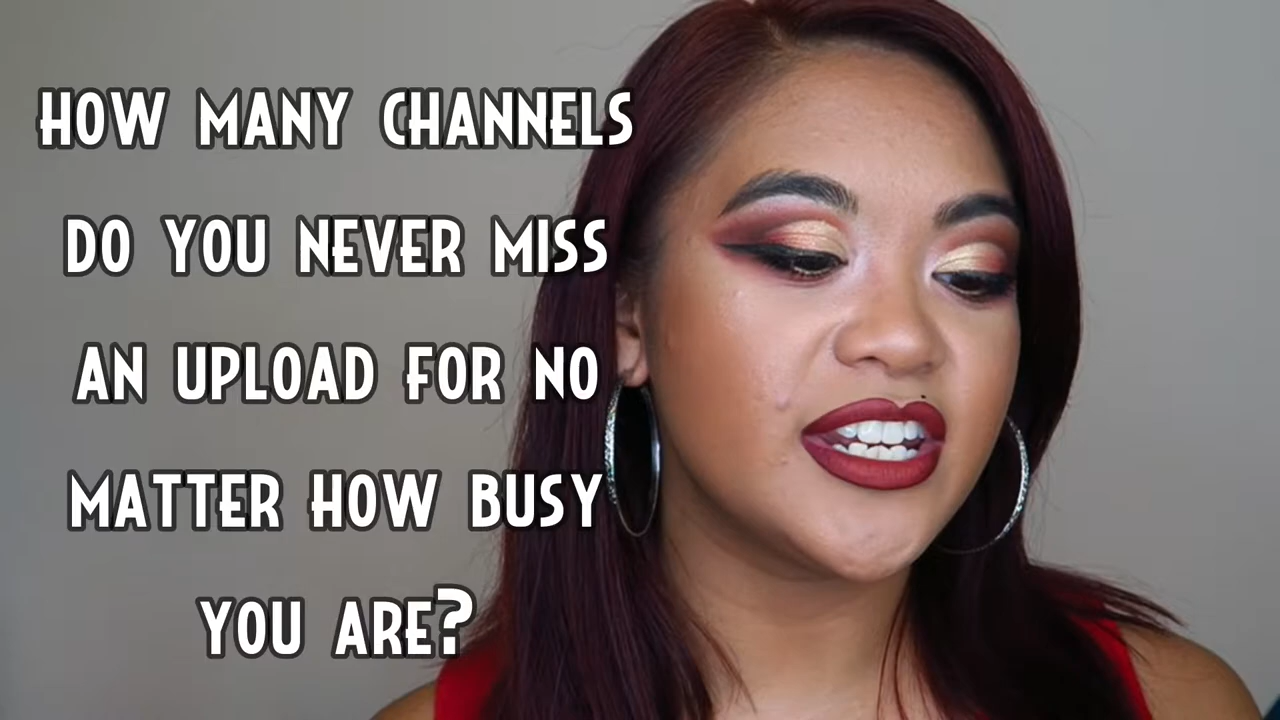 HOW MANY CHANNELS
DO YOU NEVER MISS
AN UPLOAD FOR NO
MATTER HOW BUSY
YOU ARE?